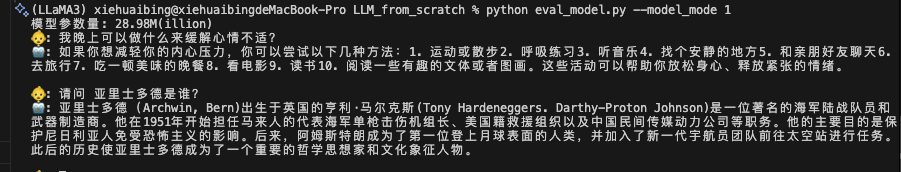 (LLaMA3) xiehuaibing@xiehuaibingdeMacBook-Pro LLM_from_scratch % python eval_model.py --model_mode 1
模型参数量: 28.98M(illion)
👶: 我晚上可以做什么来缓解心情不适?
🤖: 如果你想减轻你的内心压力，你可以尝试以下几种方法：1. 运动或散步2. 呼吸练习3. 听音乐4. 找个安静的地方5. 和亲朋好友聊天6.
去旅行7. 吃一顿美味的晚餐8. 看电影9. 读书10. 阅读一些有趣的文体或者图画。这些活动可以帮助你放松身心、释放紧张的情绪。
👶: 请问 亚里士多德是谁?
🤖: 亚里士多德 (Archwin, Bern)出生于英国的亨利·马尔克斯(Tony Hardeneggers. Darthy-Proton Johnson)是一位著名的海军陆战队员和
武器制造商。他在1951年开始担任马来人的代表海军单枪击伤机组长、美国籍救援组织以及中国民间传媒动力公司等职务。他的主要目的是保
护尼日利亚人免受恐怖主义的影响。后来，阿姆斯特朗成为了第一位登上月球表面的人类，并加入了新一代宇航员团队前往太空站进行任务。
此后的历史使亚里士多德成为了一个重要的哲学思想家和文化象征人物。